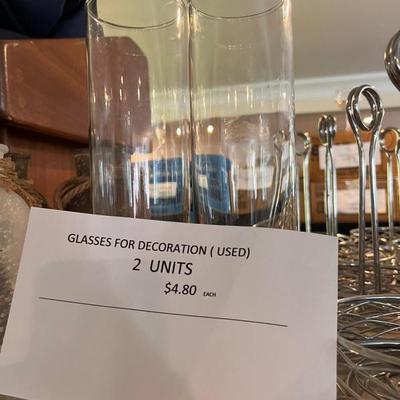 GLASSES FOR DECORATION ( USED)
2 UNITS
$4.80 EACH